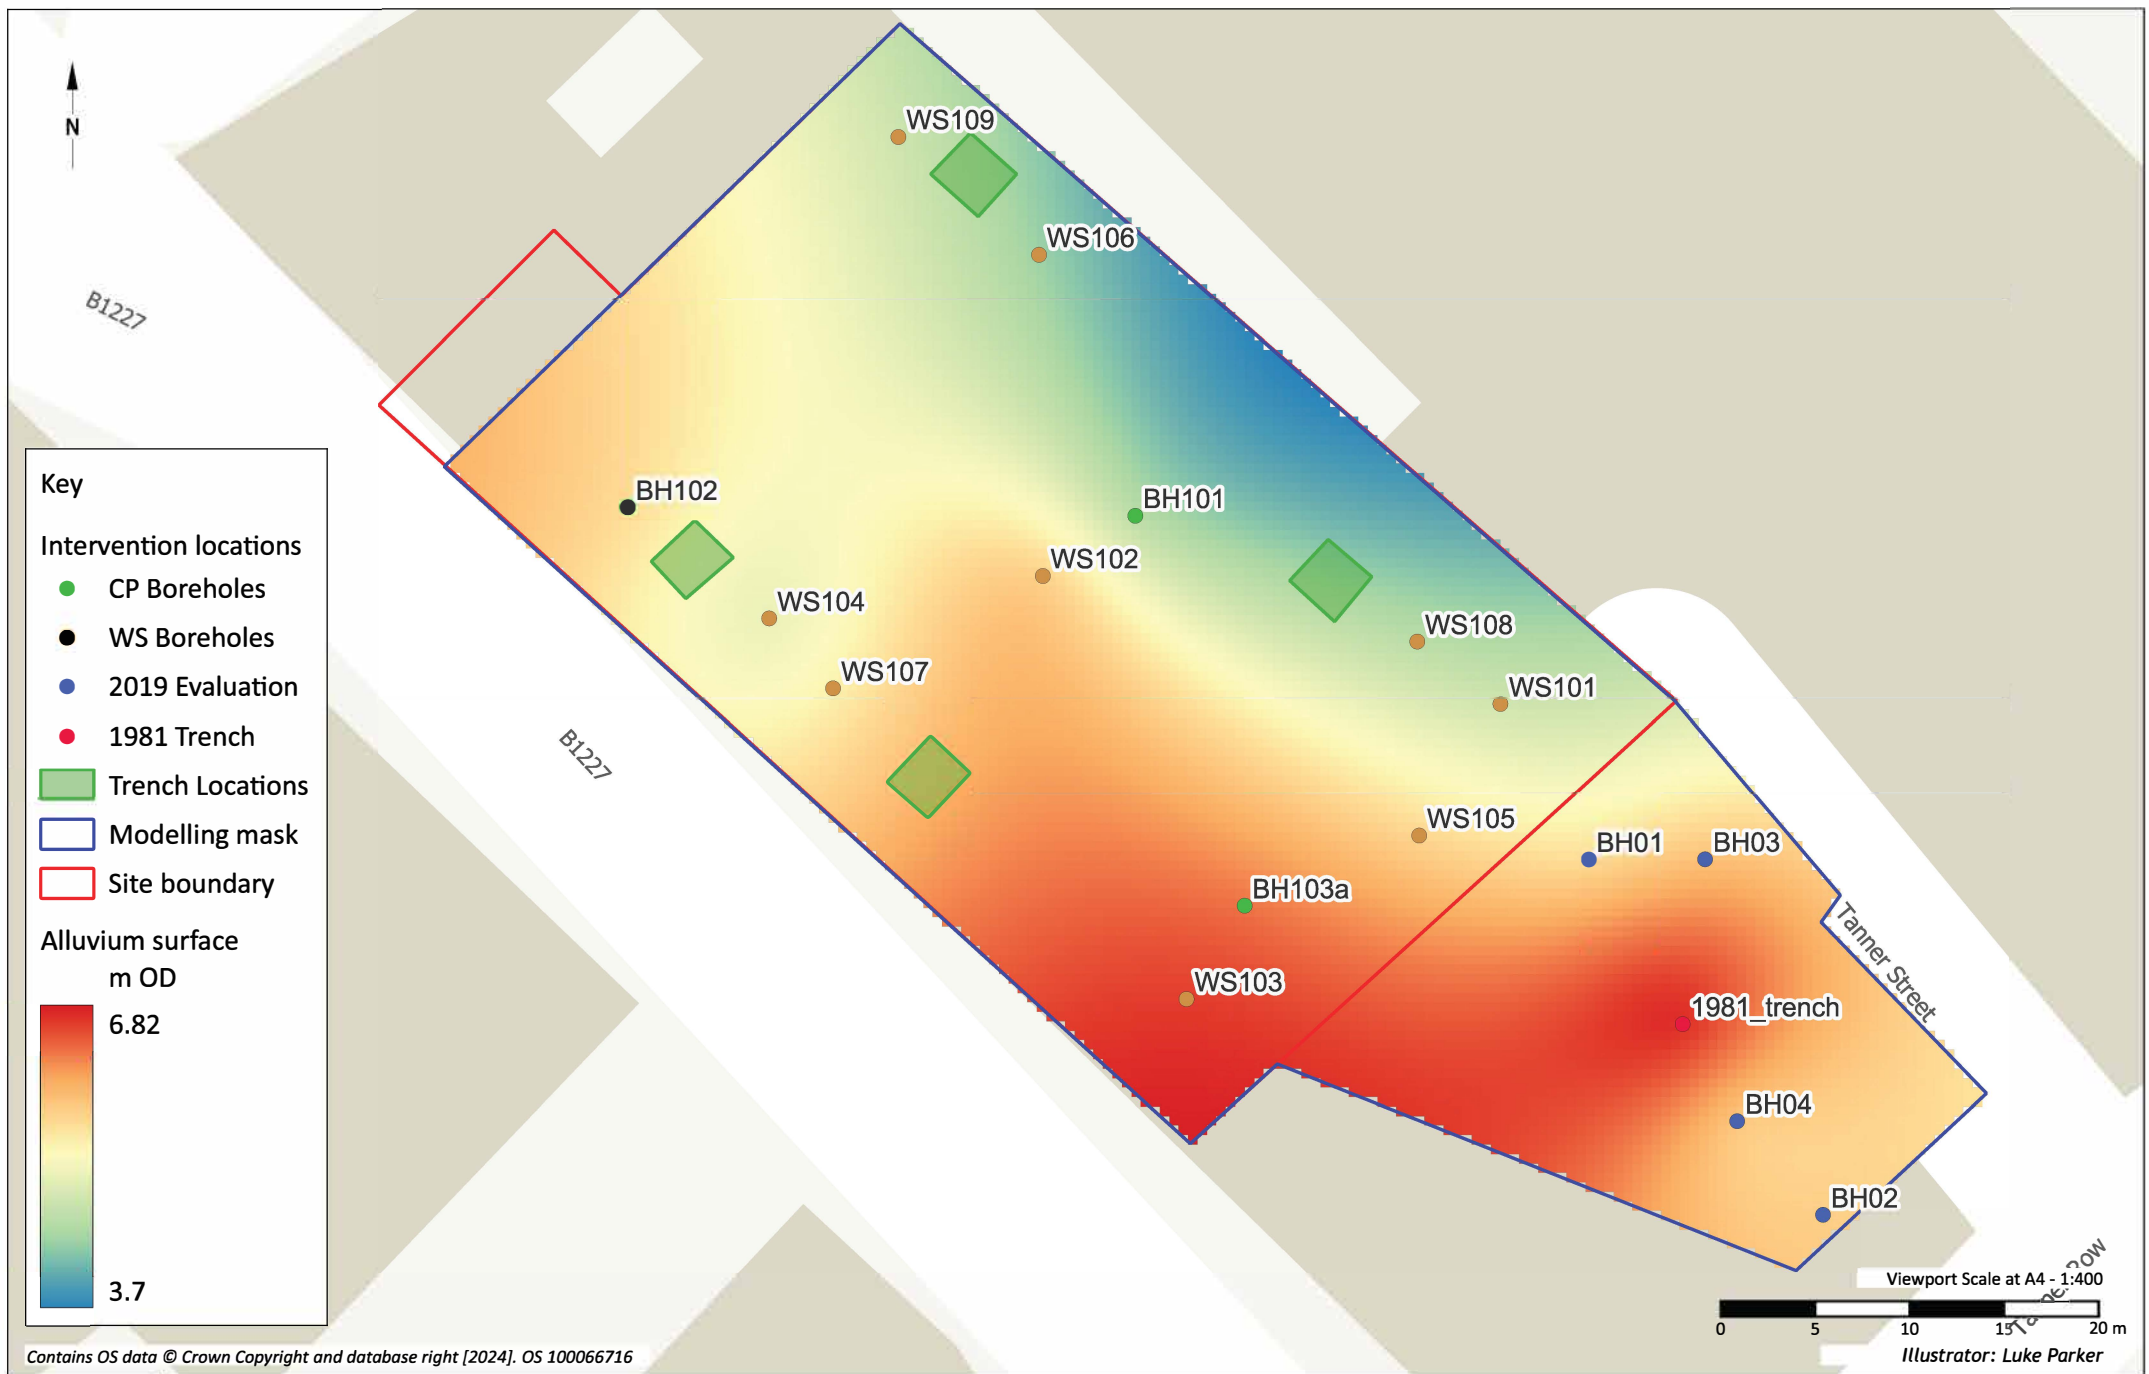 N
WS109
WS106
B1227
BH102
BH101
WS102
WS104
WS108
WS107
WS101
B1227
WS105
BH01
BH03
BH103a
Tanner Street
WS103
1981_trench
BH04
BH02
Tanner Row
Key
Intervention locations
CP Boreholes
WS Boreholes
2019 Evaluation
1981 Trench
Trench Locations
Modelling mask
Site boundary
Alluvium surface
m OD
6.82
3.7
Viewport Scale at A4 - 1:400
0 5 10 15 20 m
Contains OS data © Crown Copyright and database right [2024]. OS 100066716
Illustrator: Luke Parker